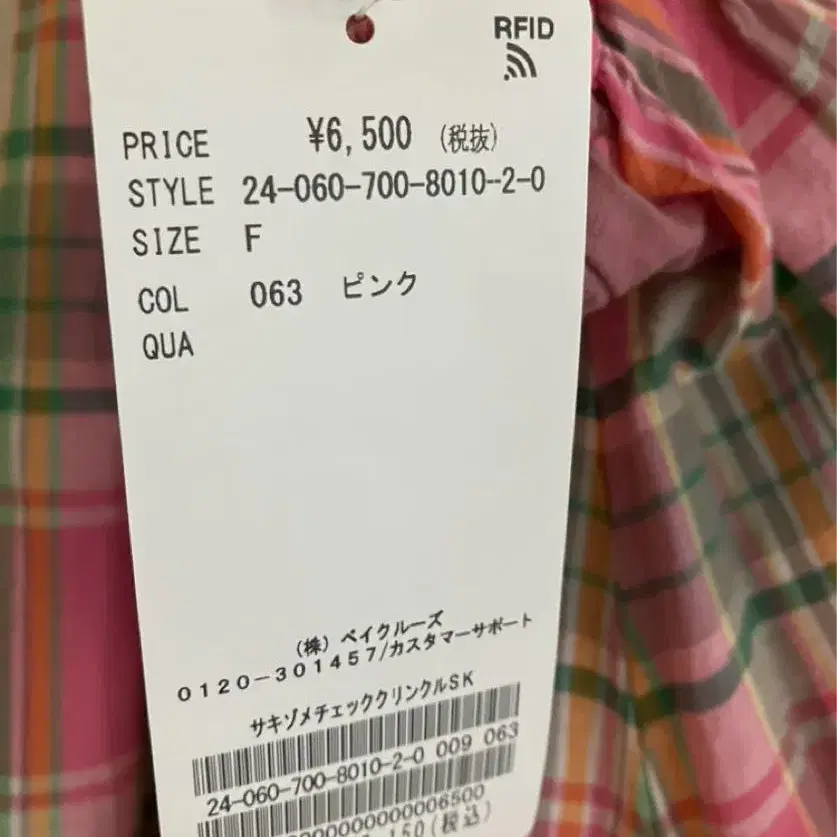 RFID
PRICE ¥6,500 (税抜)
STYLE 24-060-700-8010-2-0
SIZE F
COL 063 ピンク
QUA
(株) ベイクルーズ
0120-301457/カスタマーサポート
サキゾメチェッククリンクルSK
24-060-700-8010-2-0 009 063
0000000000006500
150(税込)